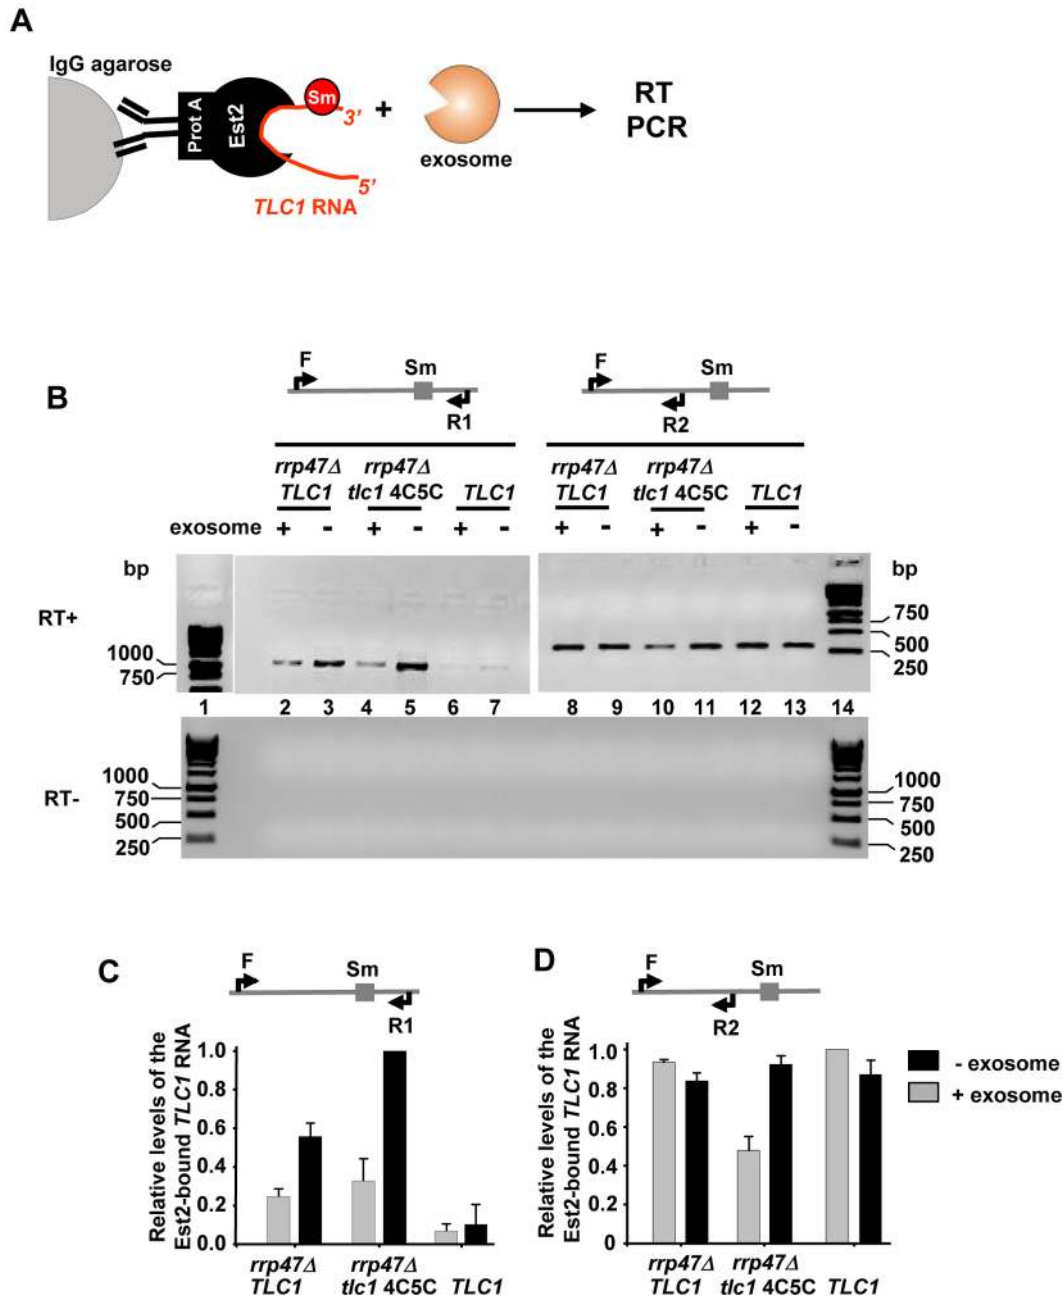 A
IgG agarose
Prot A
Est2
Sm
3’
5’
TLC1 RNA
+
exosome
RT
PCR
B
F
Sm
R1
F
Sm
R2
rrp47Δ
TLC1
rrp47Δ
tlc1 4C5C
TLC1
rrp47Δ
TLC1
rrp47Δ
tlc1 4C5C
TLC1
exosome + - + - + - + - + - + -
bp
bp
RT+
1000
750
750
500
250
1 2 3 4 5 6 7 8 9 10 11 12 13 14
RT-
1000
750
500
250
1000
750
500
250
C
F
Sm
R1
Relative levels of the
Est2-bound TLC1 RNA
1.0
0.8
0.6
0.4
0.2
0.0
rrp47Δ
TLC1
rrp47Δ
tlc1 4C5C
TLC1
D
F
Sm
R2
Relative levels of the
Est2-bound TLC1 RNA
1.0
0.8
0.6
0.4
0.2
0
rrp47Δ
TLC1
rrp47Δ
tlc1 4C5C
TLC1
- exosome
+ exosome